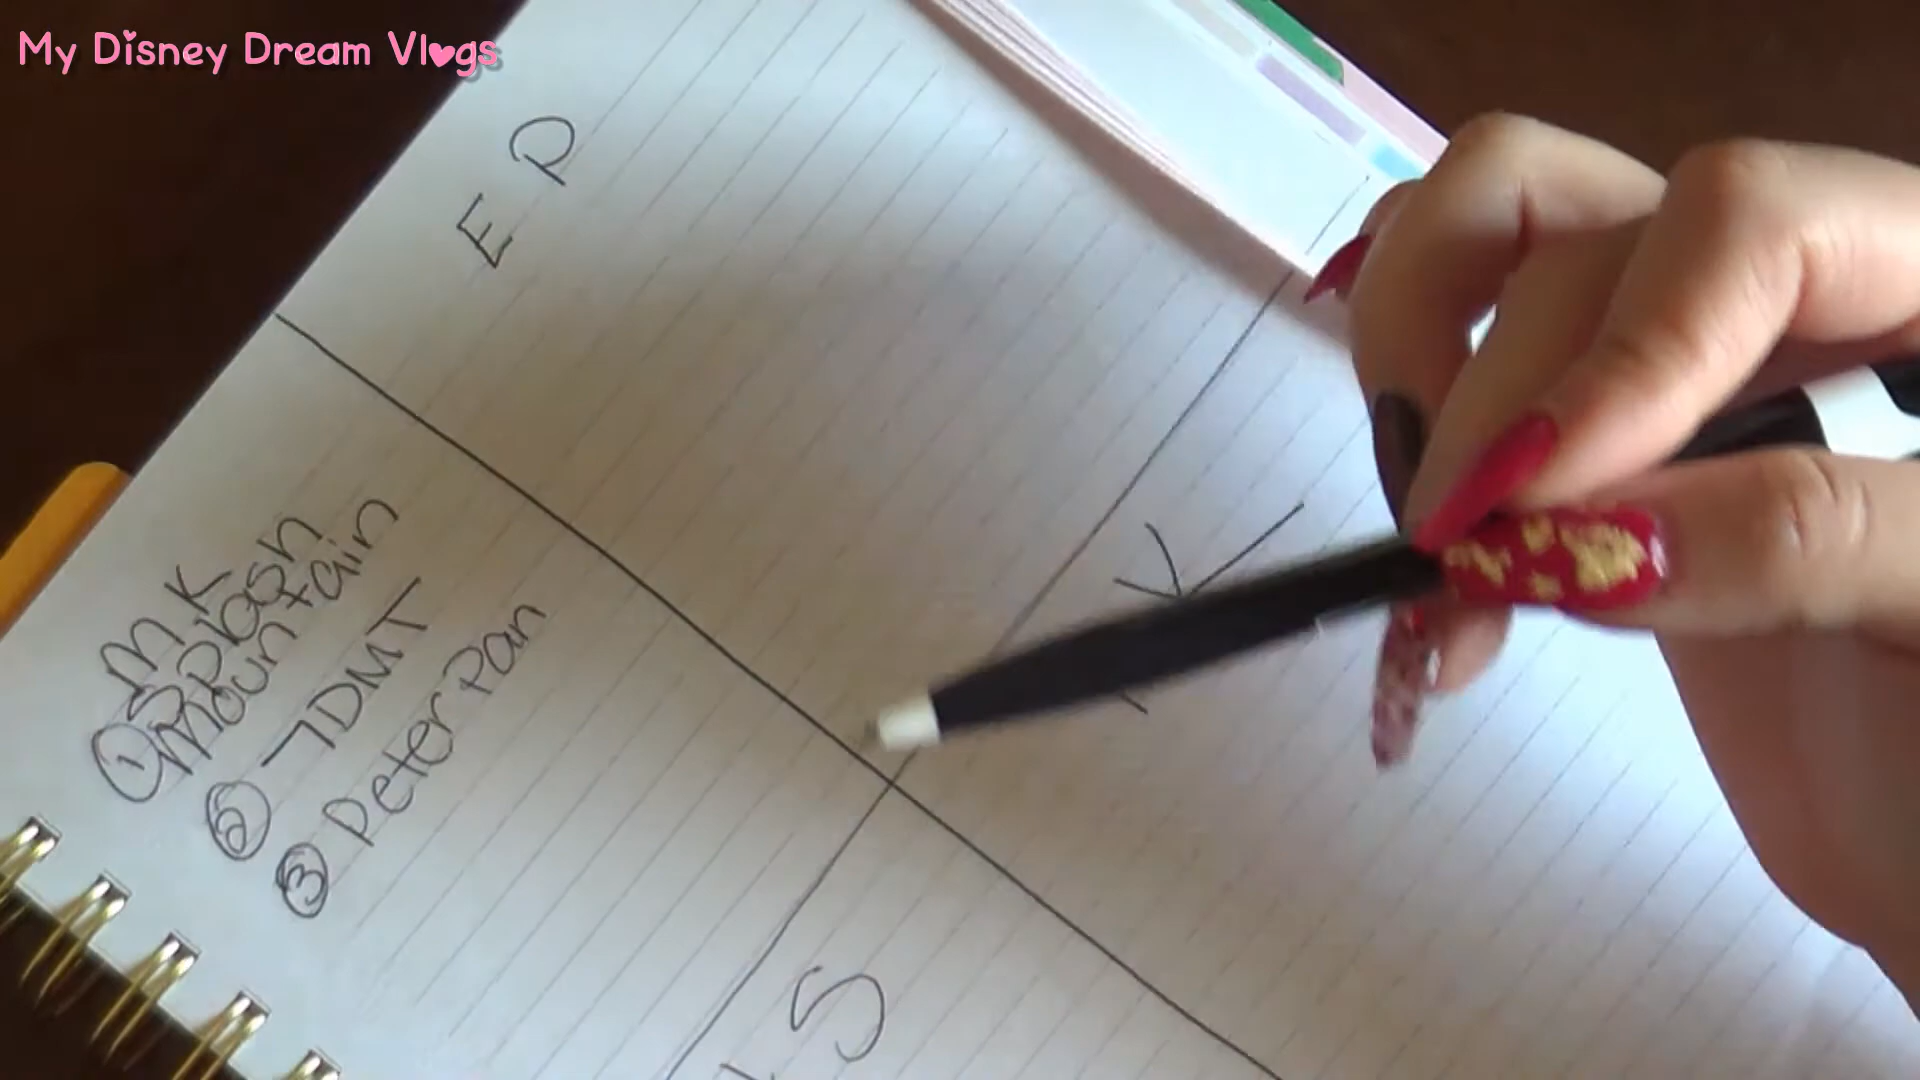 My Disney Dream Vlogs
EP
MK
① Splash
Mountain
② 7DMT
③ Peter Pan
K
S